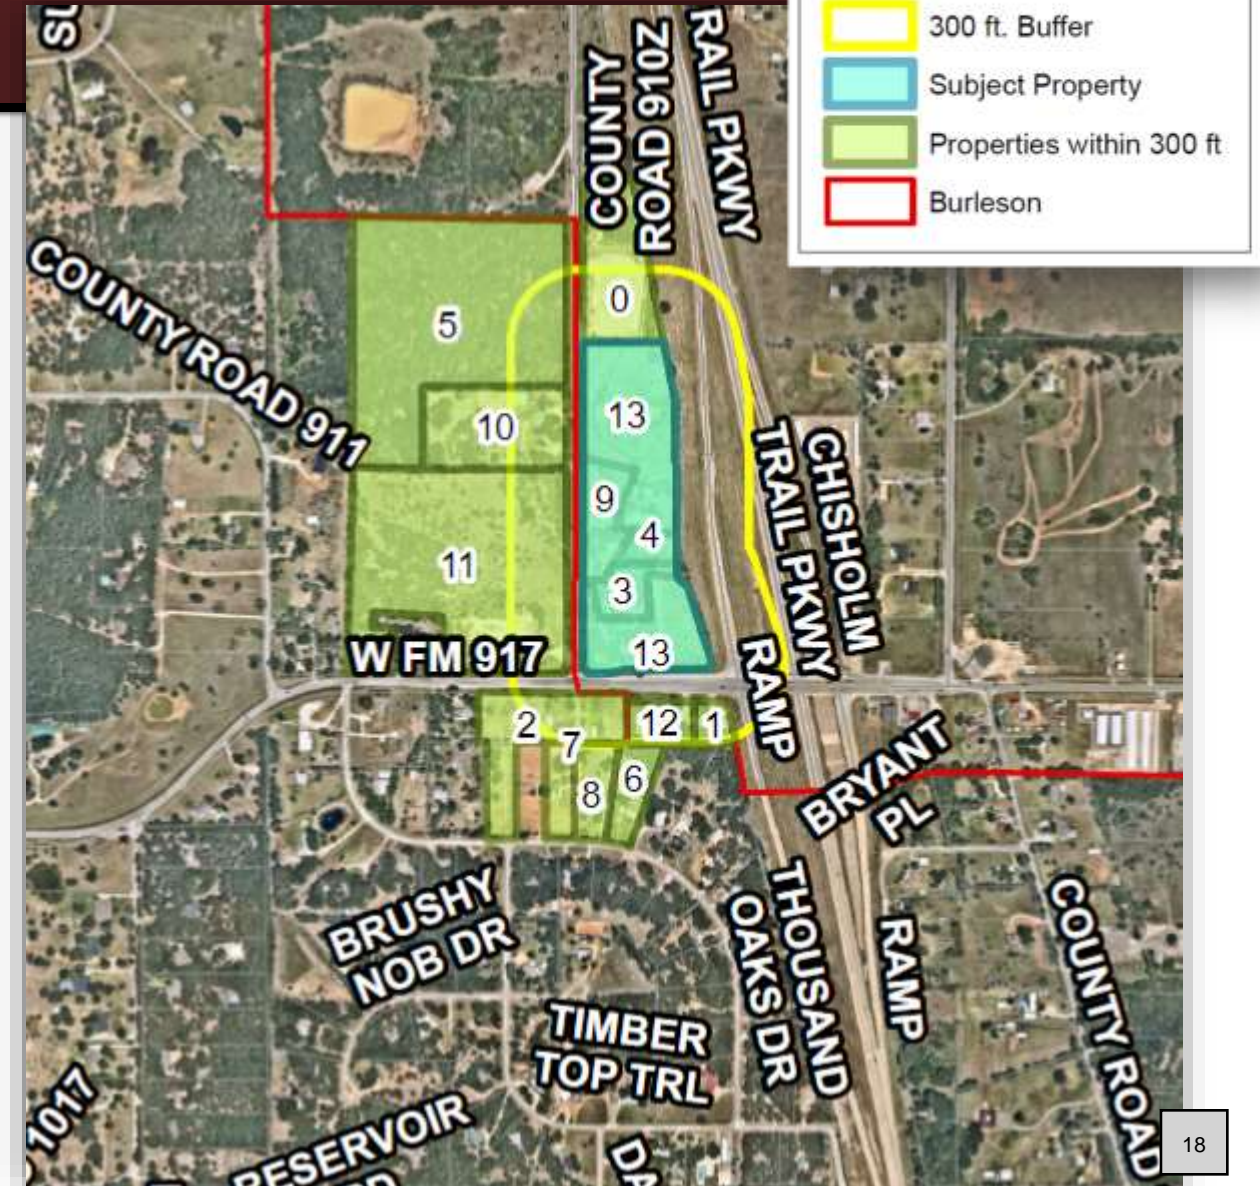 300 ft. Buffer
Subject Property
Properties within 300 ft
Burleson
COUNTY
ROAD 910Z
RAIL PKWY
COUNTY ROAD 911
0
5
13
10
9
4
11
3
13
CHISHOLM
TRAIL PKWY
W FM 917
RAMP
2
12
1
7
6
8
BRYANT
PL
BRUSHY
NOB DR
THOUSAND
OAKS DR
RAMP
COUNTY ROAD
TIMBER
TOP TRL
1017
RESERVOIR
18